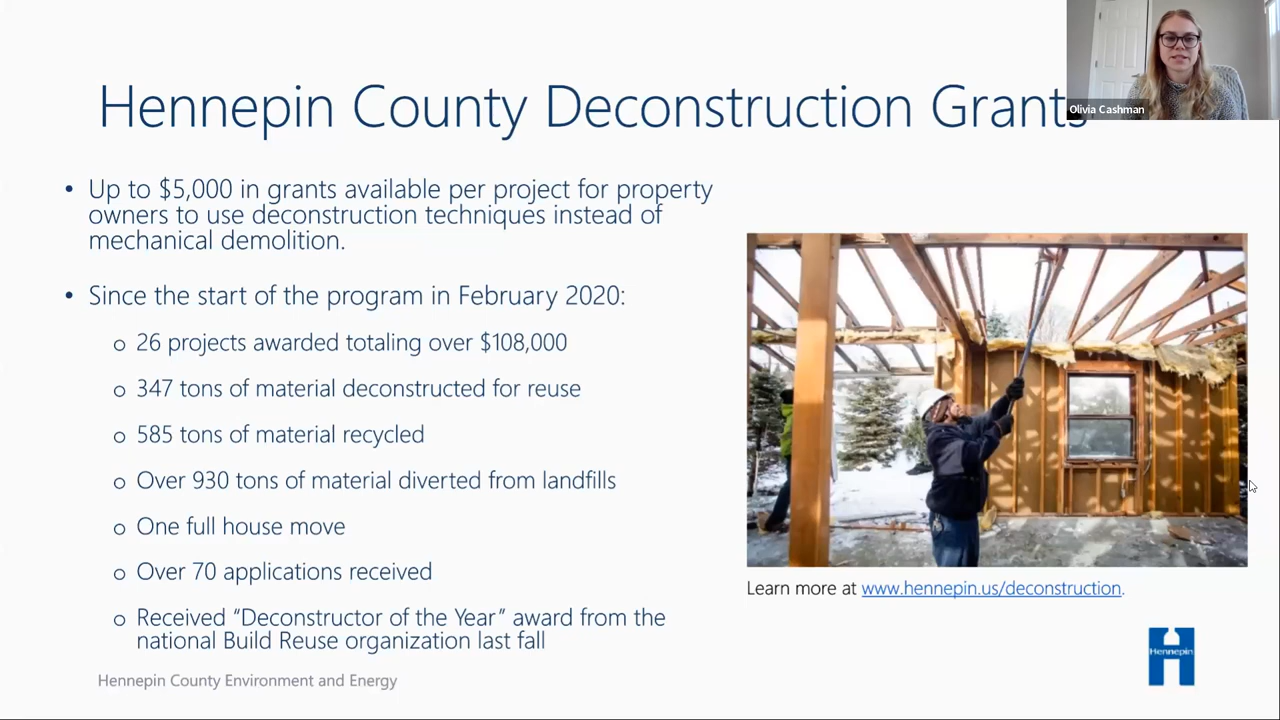 Olivia Cashman
Hennepin County Deconstruction Grants
• Up to $5,000 in grants available per project for property
owners to use deconstruction techniques instead of
mechanical demolition.
• Since the start of the program in February 2020:
o 26 projects awarded totaling over $108,000
o 347 tons of material deconstructed for reuse
o 585 tons of material recycled
o Over 930 tons of material diverted from landfills
o One full house move
o Over 70 applications received
o Received “Deconstructor of the Year” award from the
national Build Reuse organization last fall
Learn more at www.hennepin.us/deconstruction.
Hennepin
Hennepin County Environment and Energy